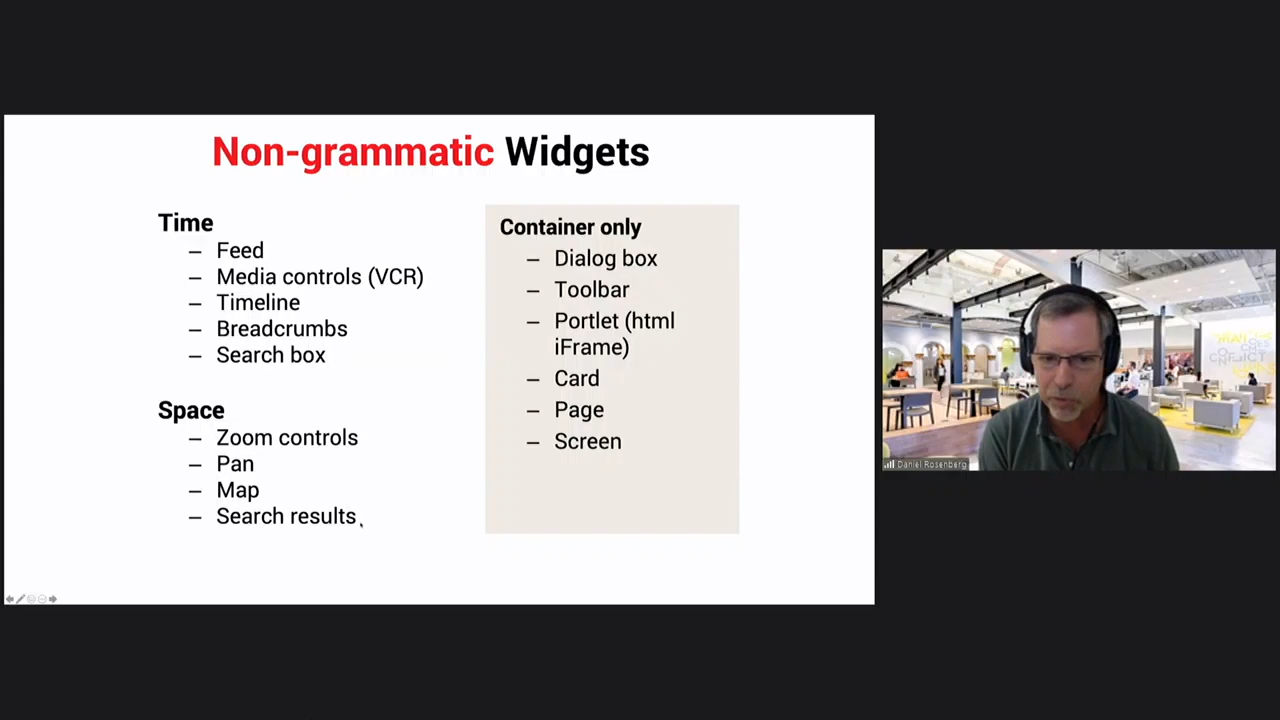 Non-grammatic Widgets
Time
– Feed
– Media controls (VCR)
– Timeline
– Breadcrumbs
– Search box
Space
– Zoom controls
– Pan
– Map
– Search results
Container only
– Dialog box
– Toolbar
– Portlet (html
iFrame)
– Card
– Page
– Screen
Daniel Rosenberg